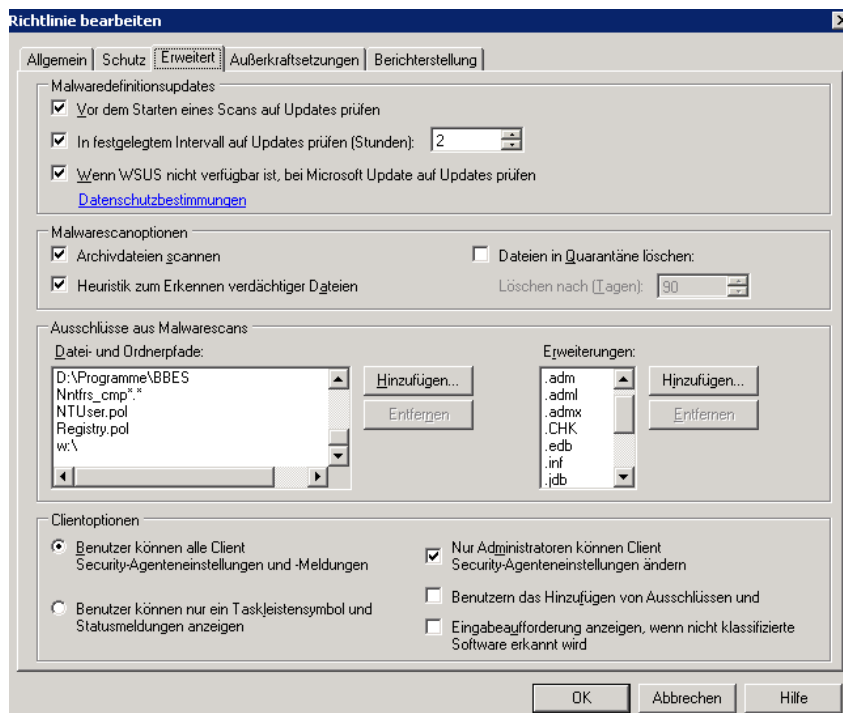 Richtlinie bearbeiten
Allgemein Schutz Erweitert Außerkraftsetzungen Berichterstellung
Malwaredefinitionsupdates
Vor dem Starten eines Scans auf Updates prüfen
In festgelegtem Intervall auf Updates prüfen (Stunden): 2
Wenn WSUS nicht verfügbar ist, bei Microsoft Update auf Updates prüfen
Datenschutzbestimmungen
Malwarescanoptionen
Archivdateien scannen
Dateien in Quarantäne löschen:
Heuristik zum Erkennen verdächtiger Dateien
Löschen nach (Tagen): 90
Ausschlüsse aus Malwarescans
Datei- und Ordnerpfade:
D:\Programme\BBES
Nntfrs_cmp*.*
NTUser.pol
Registry.pol
w:\
Hinzufügen...
Entfernen
Erweiterungen:
.adm
.adml
.admx
.CHK
.edb
.inf
.jdb
Hinzufügen...
Entfernen
Clientoptionen
Benutzer können alle Client
Security-Agenteneinstellungen und -Meldungen
Benutzer können nur ein Taskleistensymbol und
Statusmeldungen anzeigen
Nur Administratoren können Client
Security-Agenteneinstellungen ändern
Benutzern das Hinzufügen von Ausschlüssen und
Eingabeaufforderung anzeigen, wenn nicht klassifizierte
Software erkannt wird
OK Abbrechen Hilfe